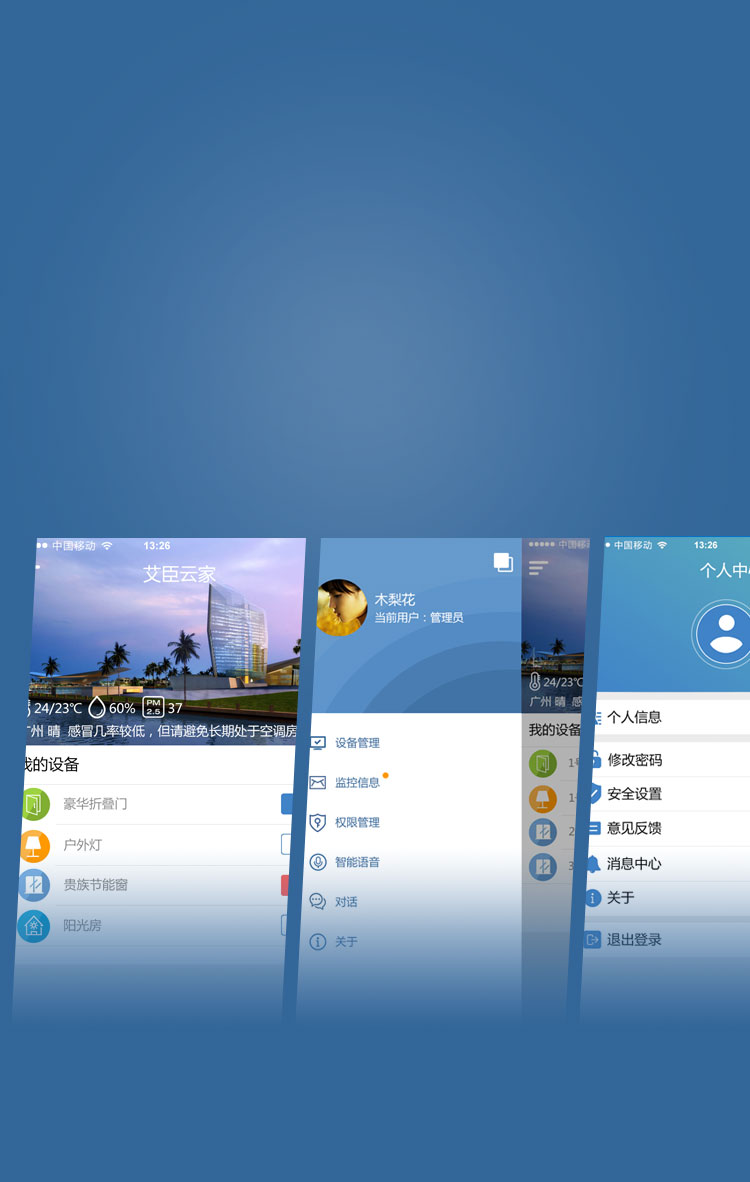 中国移动 13:26
艾臣云家
24/23℃ 60% PM2.5 37
广州 晴 感冒几率较低，但请避免长期处于空调房
我的设备
豪华折叠门
户外灯
贵族节能窗
阳光房
木梨花
当前用户：管理员
设备管理
监控信息
权限管理
智能语音
对话
关于
中国移动
24/23℃
广州 晴 感
我的设备
1
1
2
3
中国移动 13:26
个人中心
个人信息
修改密码
安全设置
意见反馈
消息中心
关于
退出登录